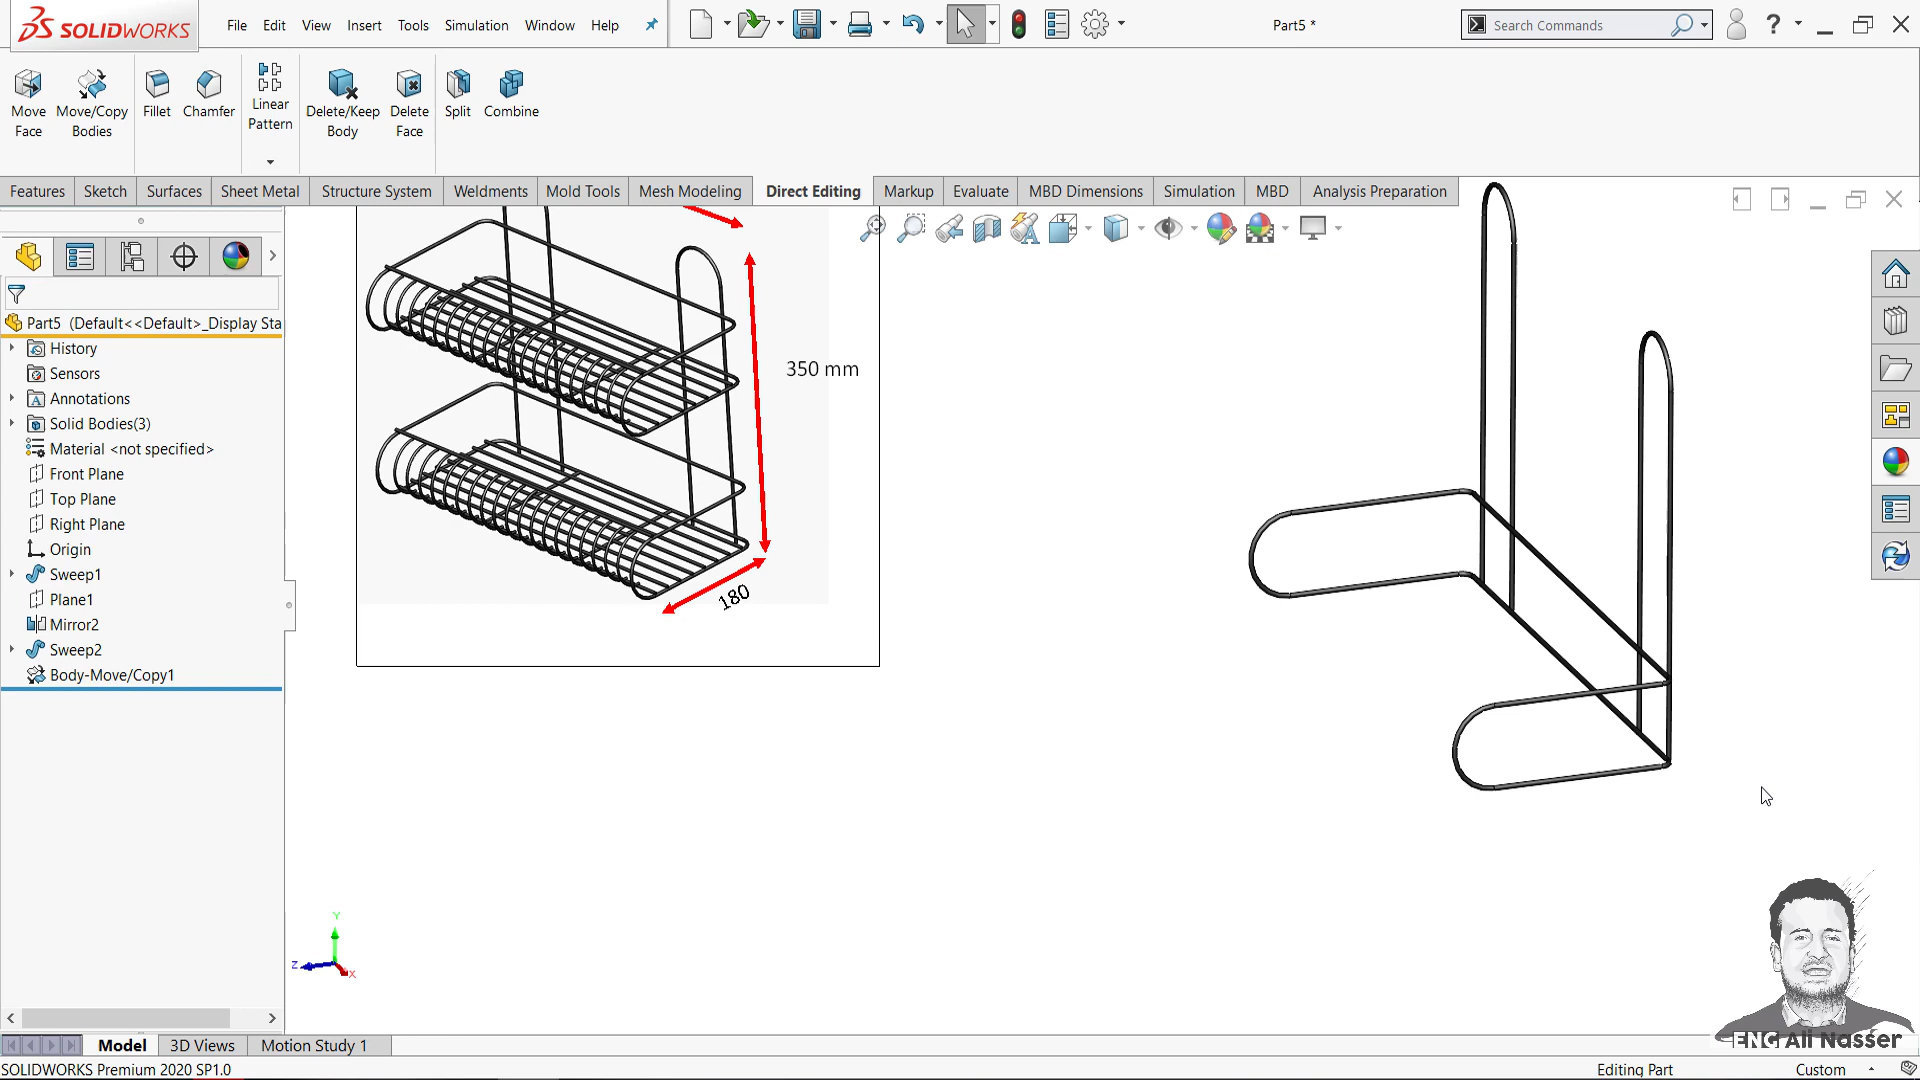 SOLIDWORKS
File Edit View Insert Tools Simulation Window Help
Part5 *
Search Commands
Move Face
Move/Copy Bodies
Fillet
Chamfer
Linear Pattern
Delete/Keep Body
Delete Face
Split
Combine
Features Sketch Surfaces Sheet Metal Structure System Weldments Mold Tools Mesh Modeling Direct Editing Markup Evaluate MBD Dimensions Simulation MBD Analysis Preparation
Part5 (Default<<Default>_Display Sta
History
Sensors
Annotations
Solid Bodies(3)
Material <not specified>
Front Plane
Top Plane
Right Plane
Origin
Sweep1
Plane1
Mirror2
Sweep2
Body-Move/Copy1
350 mm
180
Y
Z
X
ENG Ali Nasser
Model 3D Views Motion Study 1
SOLIDWORKS Premium 2020 SP1.0
Editing Part
Custom